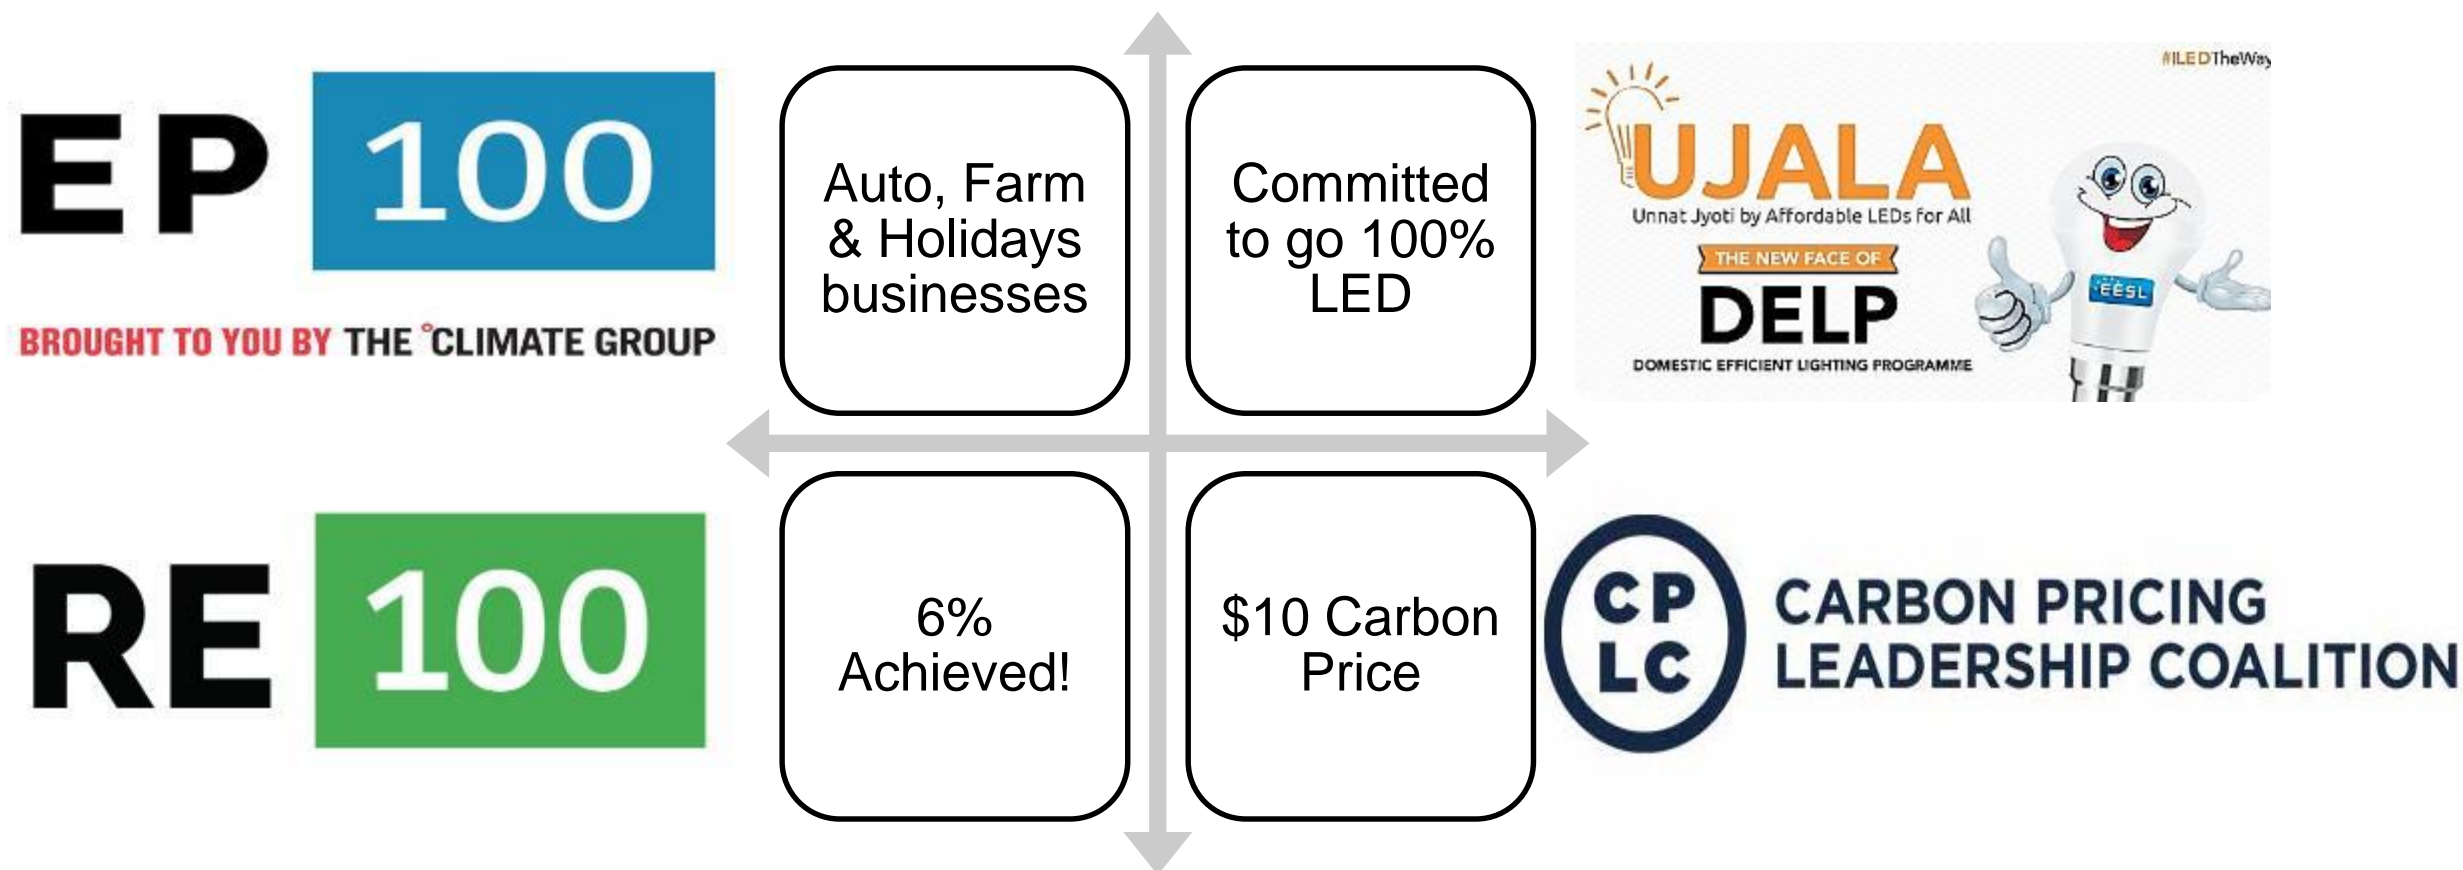 EP 100
BROUGHT TO YOU BY THE °CLIMATE GROUP
Auto, Farm
& Holidays
businesses
Committed
to go 100%
LED
#ILEDTheWay
UJALA
Unnat Jyoti by Affordable LEDs for All
THE NEW FACE OF
DELP
DOMESTIC EFFICIENT LIGHTING PROGRAMME
EESL
RE 100
6%
Achieved!
$10 Carbon
Price
CP
LC
CARBON PRICING
LEADERSHIP COALITION